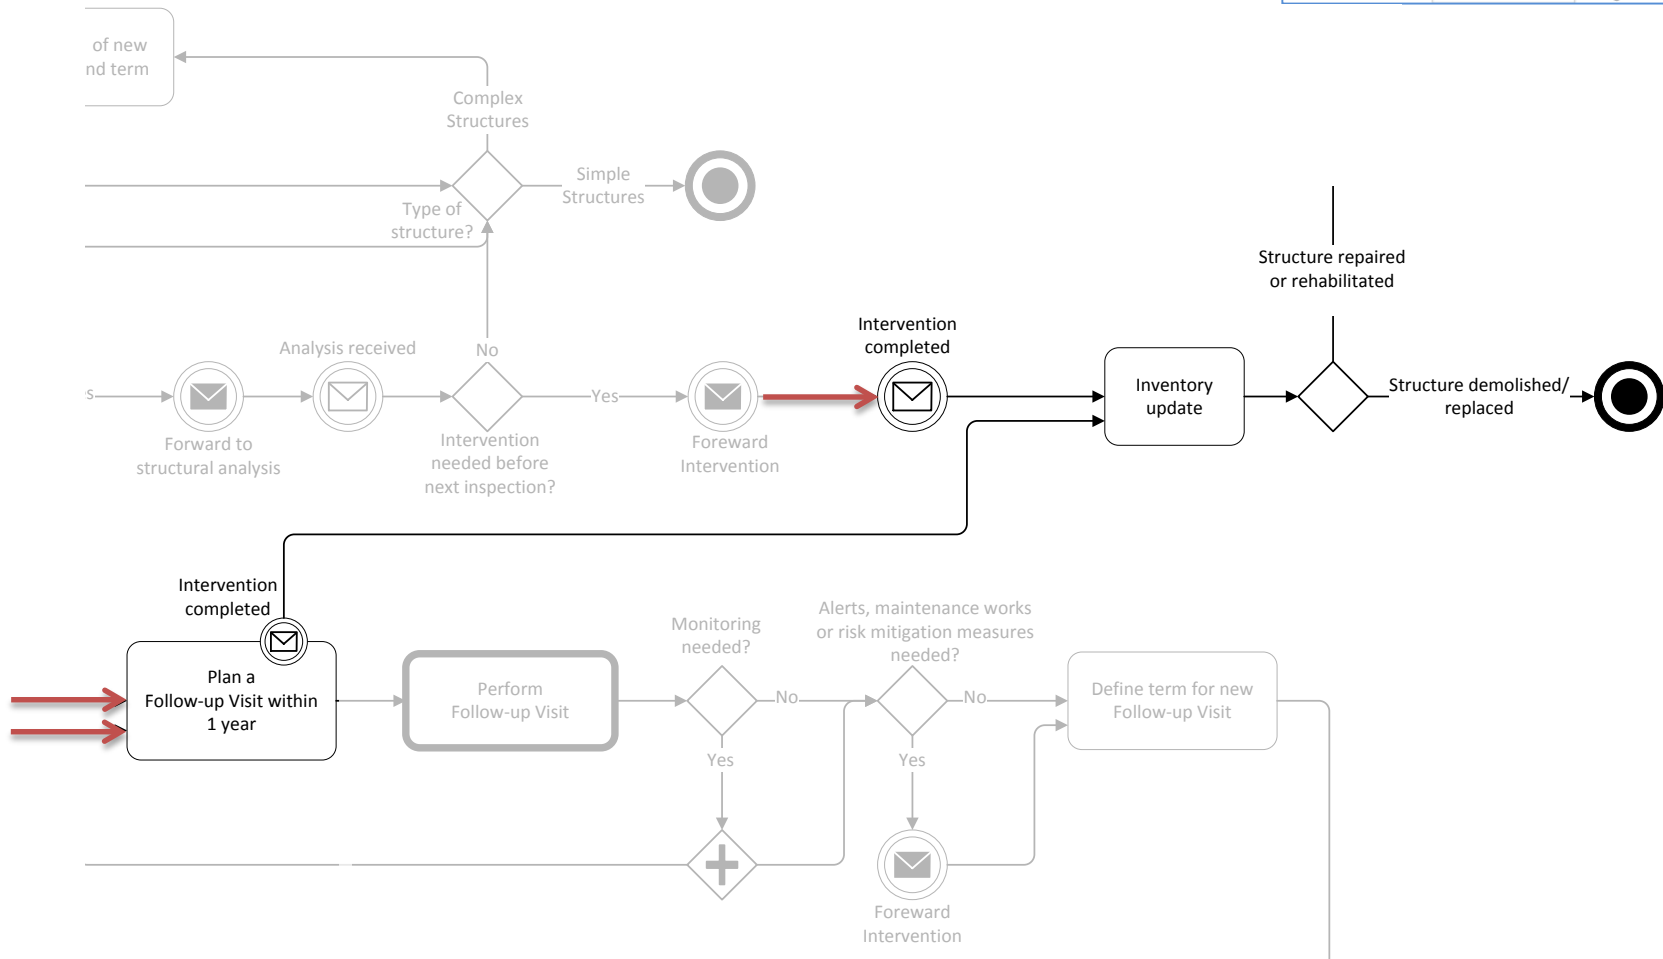 of new
nd term
Complex
Structures
Simple
Structures
Type of
structure?
Structure repaired
or rehabilitated
Intervention
completed
Analysis received
No
Yes
Inventory
update
Structure demolished/
replaced
Forward to
structural analysis
Intervention
needed before
next inspection?
Foreward
Intervention
Intervention
completed
Plan a
Follow-up Visit within
1 year
Perform
Follow-up Visit
Monitoring
needed?
No
Yes
Alerts, maintenance works
or risk mitigation measures
needed?
No
Yes
Define term for new
Follow-up Visit
Foreward
Intervention